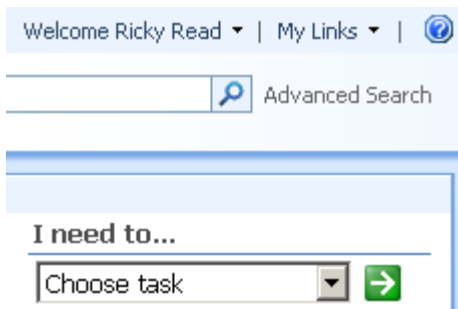 Welcome Ricky Read | My Links |
Advanced Search
I need to...
Choose task